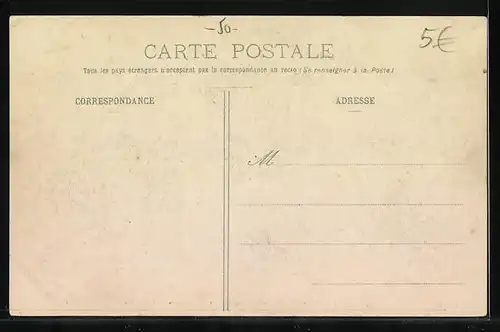 -50-
5€
CARTE POSTALE
Tous les pays étrangers n'acceptent pas la correspondance au recto (Se renseigner à la Poste)
CORRESPONDANCE
ADRESSE
M